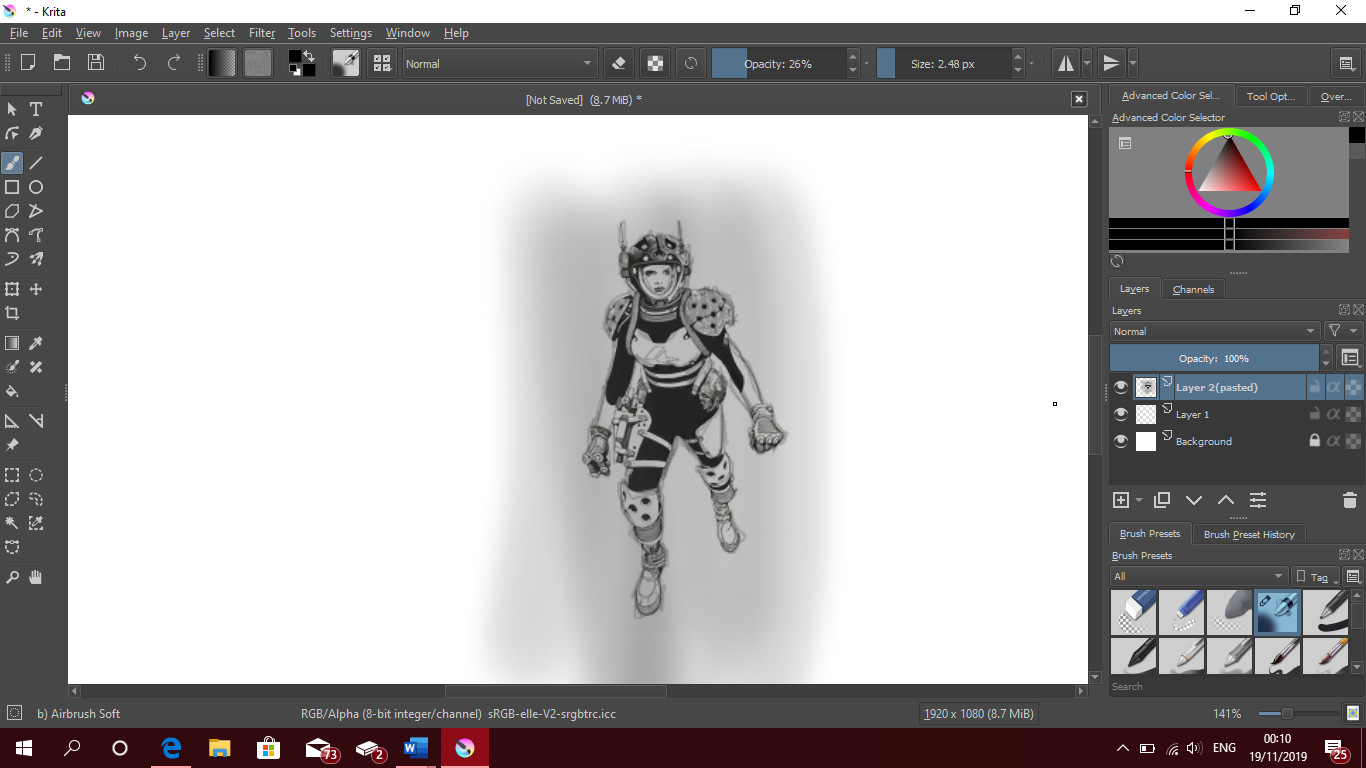 * - Krita
File Edit View Image Layer Select Filter Tools Settings Window Help
Normal
Opacity: 26%
Size: 2.48 px
[Not Saved] (8.7 MiB) *
Advanced Color Sel... Tool Opt... Over...
Advanced Color Selector
Layers Channels
Layers
Normal
Opacity: 100%
Layer 2(pasted)
Layer 1
Background
Brush Presets Brush Preset History
Brush Presets
All Tag
Search
b) Airbrush Soft RGB/Alpha (8-bit integer/channel) sRGB-elle-V2-srgbtrc.icc 1920 x 1080 (8.7 MiB) 141%
73 2 ENG 00:10
19/11/2019 25